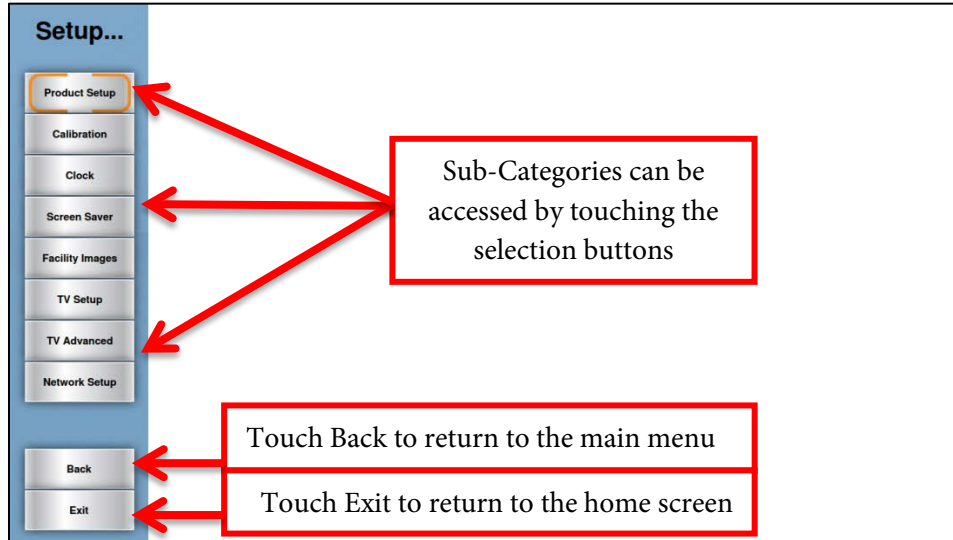 Setup...
Product Setup
Calibration
Clock
Screen Saver
Facility Images
TV Setup
TV Advanced
Network Setup
Back
Exit
Sub-Categories can be
accessed by touching the
selection buttons
Touch Back to return to the main menu
Touch Exit to return to the home screen